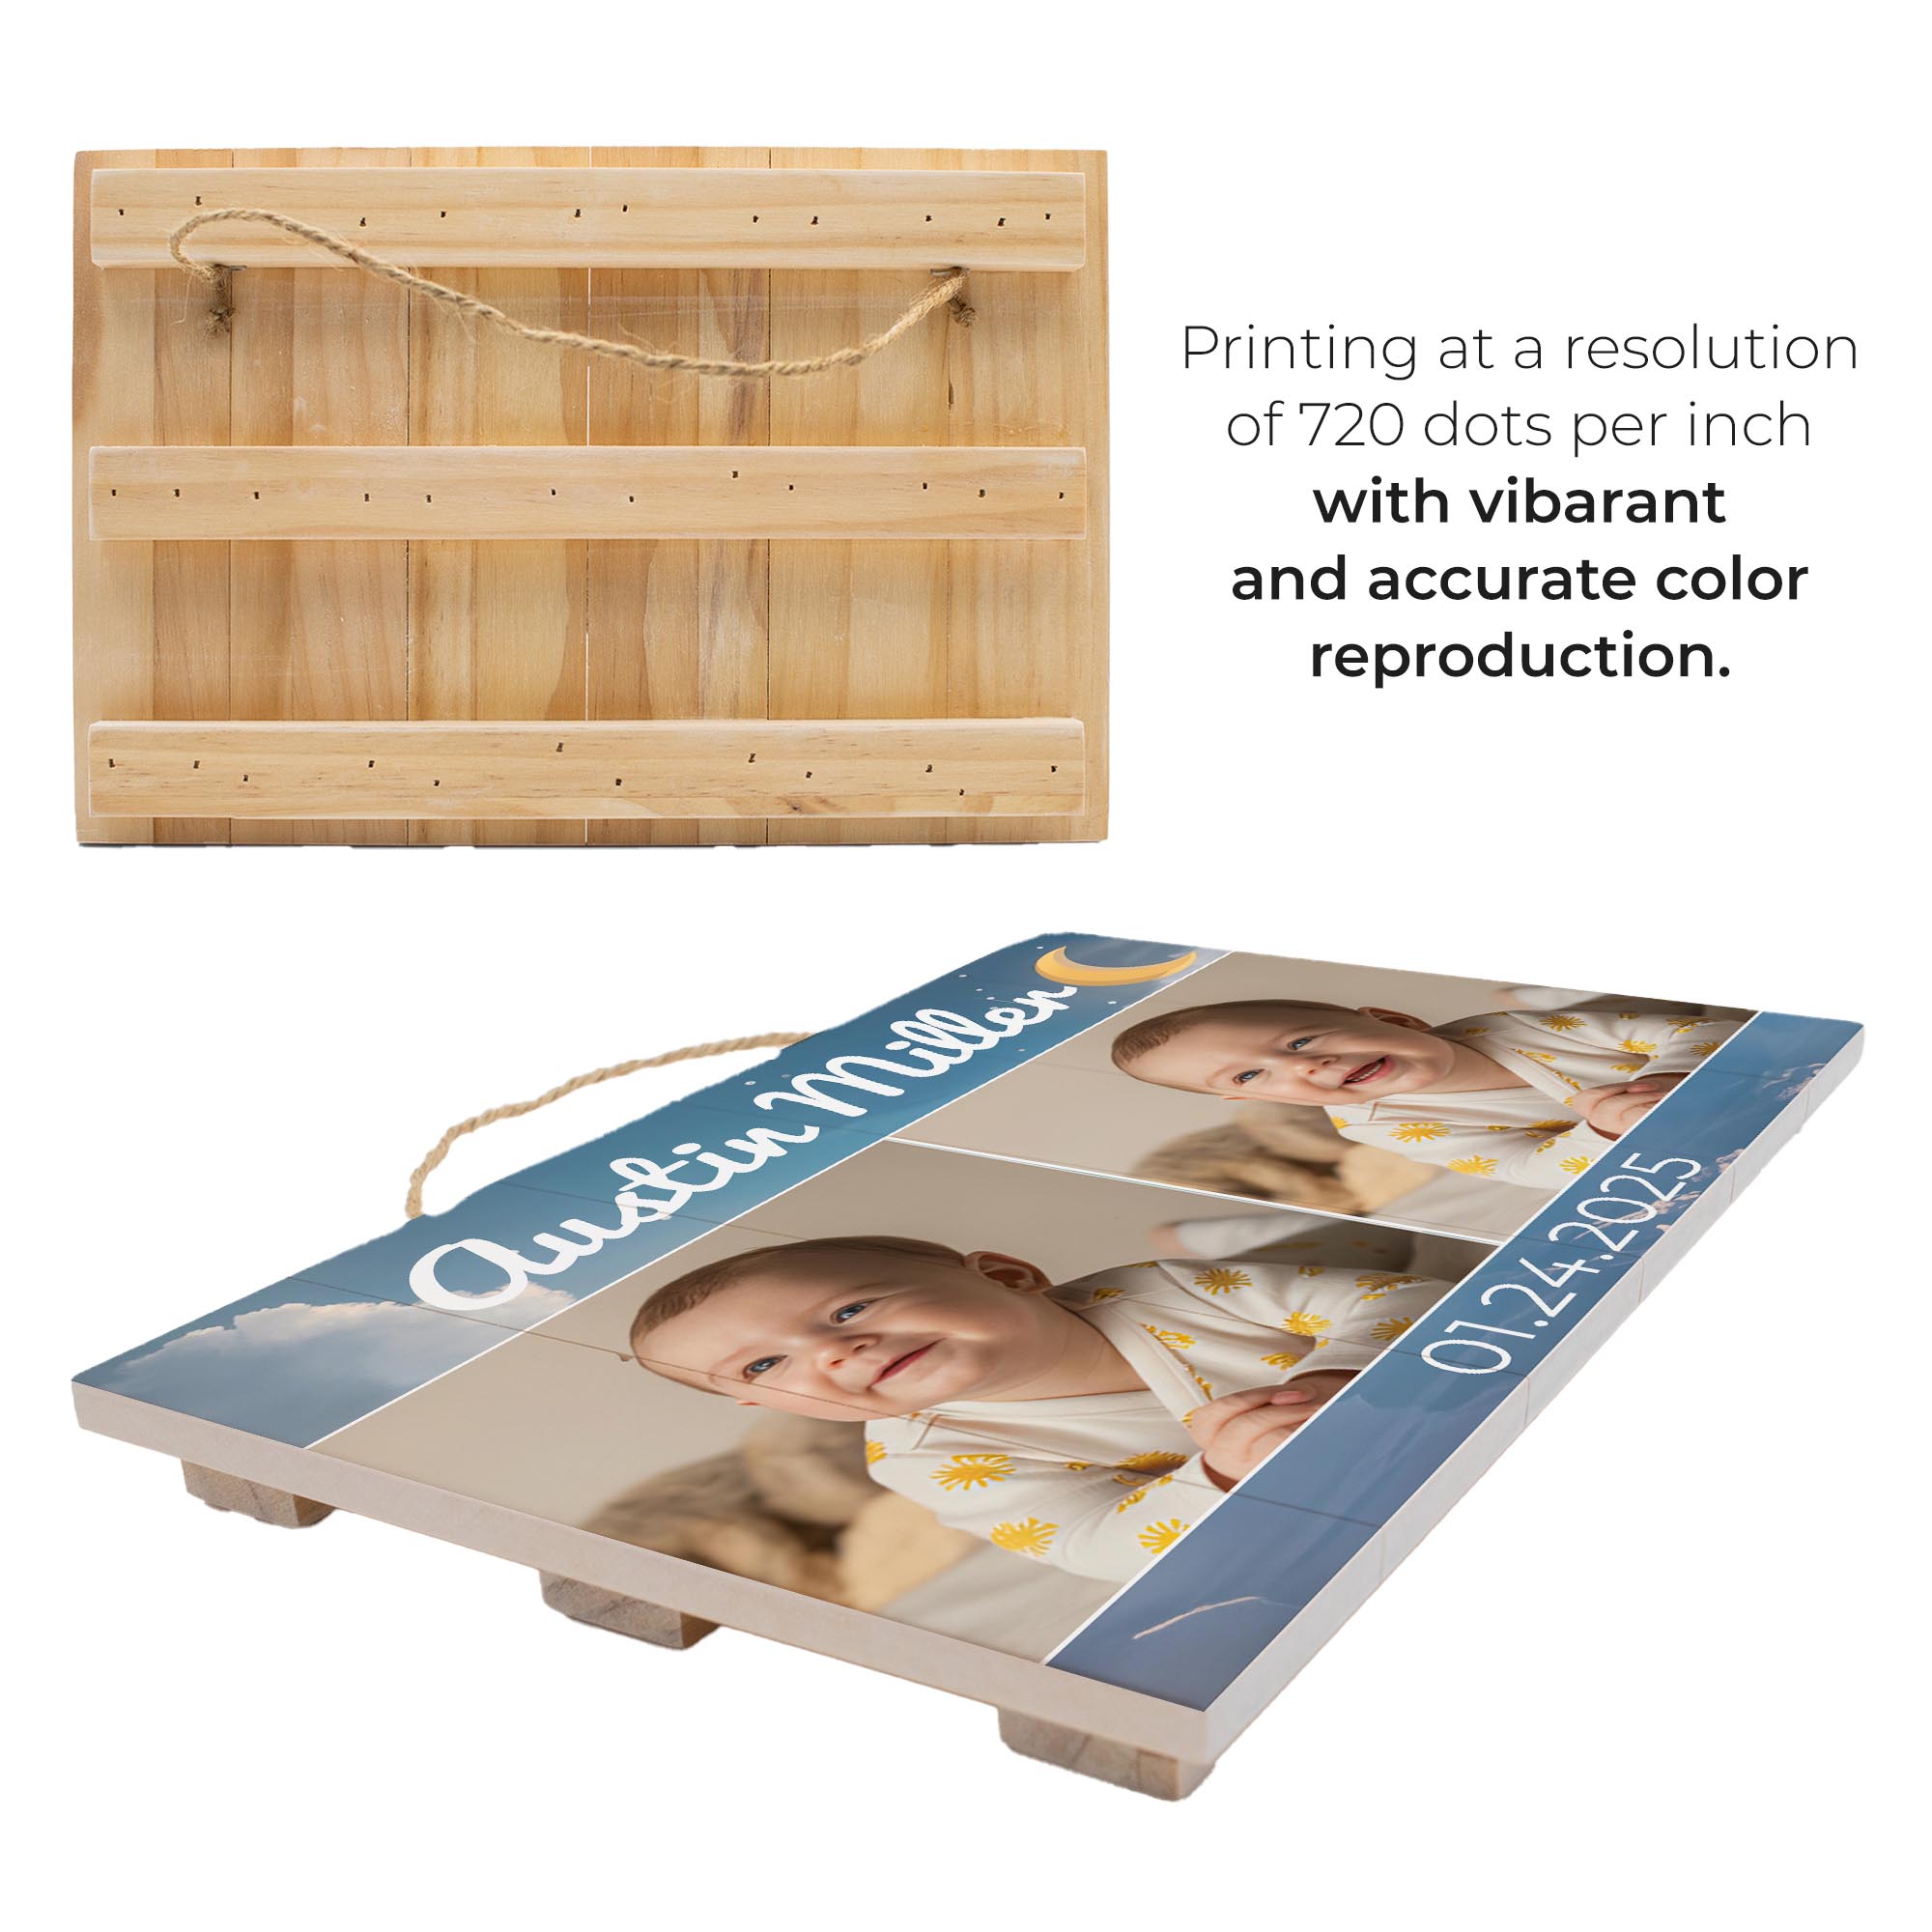 Printing at a resolution
of 720 dots per inch
with vibarant
and accurate color
reproduction.
Austin Miller
01.24.2025